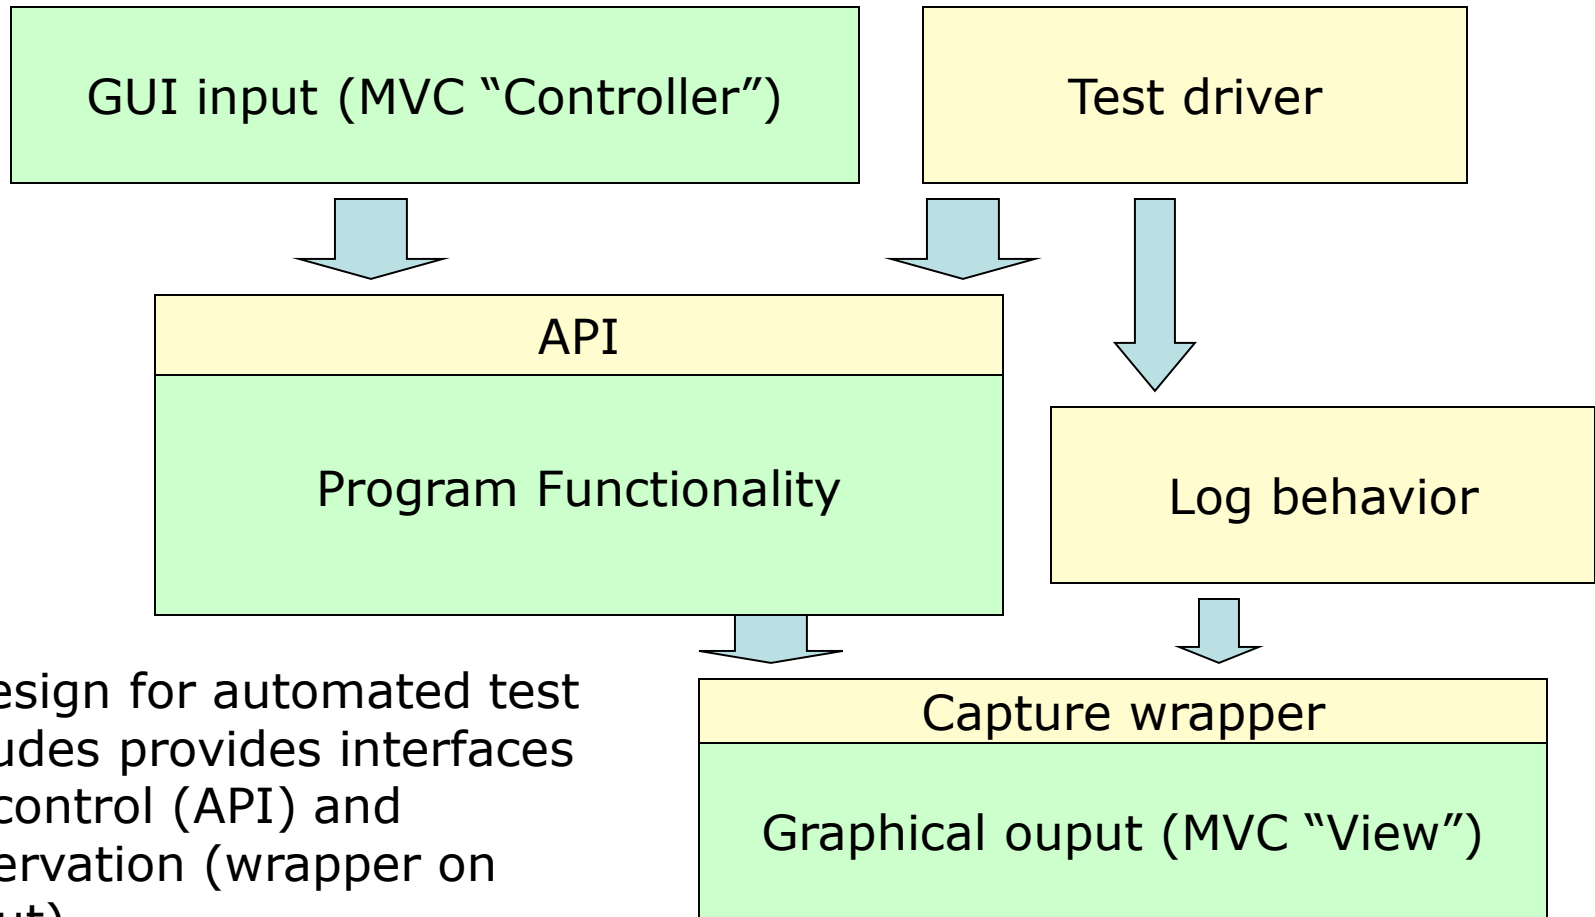 GUI input (MVC “Controller”)
Test driver
API
Program Functionality
Log behavior
esign for automated test
udes provides interfaces
control (API) and
ervation (wrapper on
Capture wrapper
Graphical ouput (MVC “View”)